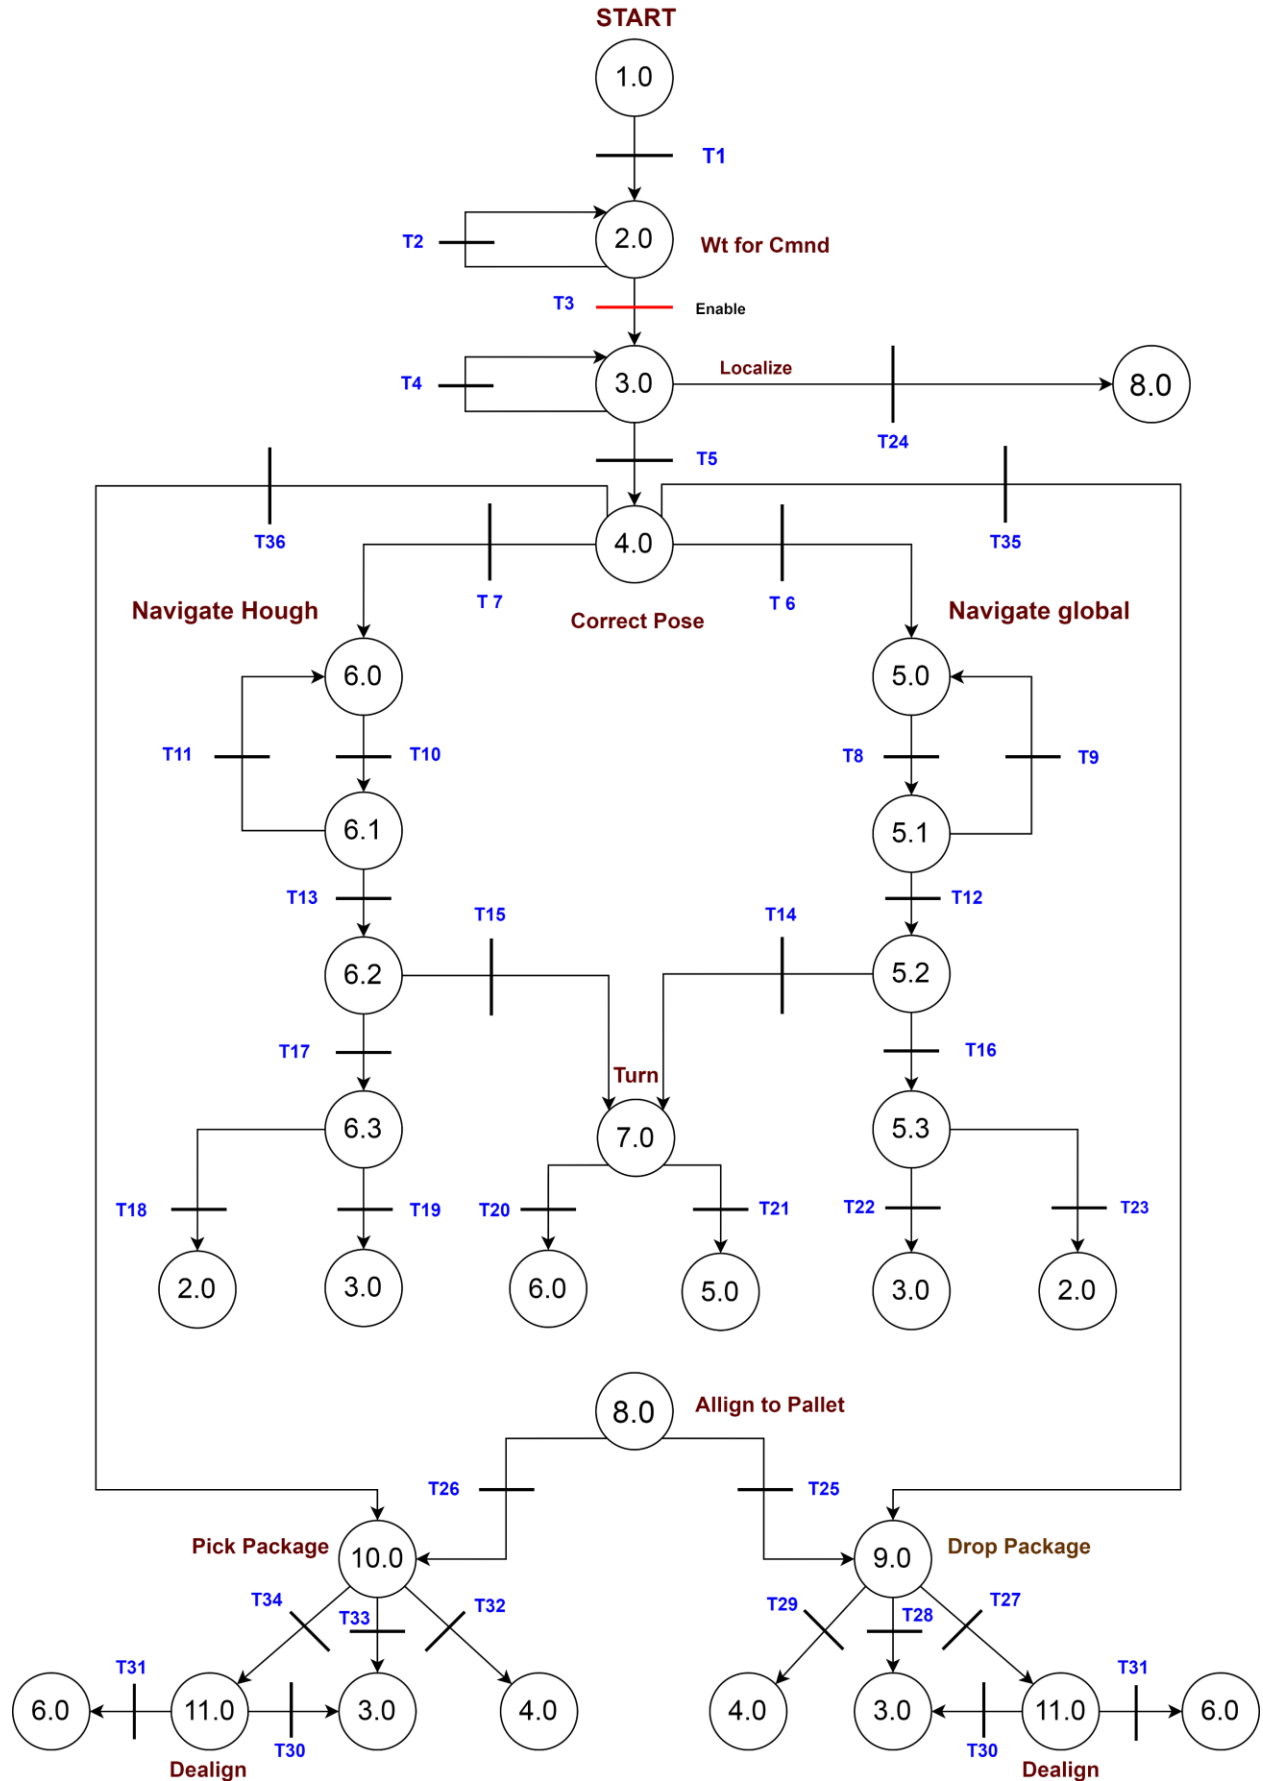 START
1.0
T1
T2
2.0
Wt for Cmnd
T3
Enable
T4
3.0
Localize
8.0
T24
T5
T36
4.0
T35
T 7
T 6
Navigate Hough
Correct Pose
Navigate global
6.0
5.0
T11
T10
T8
T9
6.1
5.1
T13
T12
T15
T14
6.2
5.2
T17
T16
Turn
6.3
7.0
5.3
T18
T19
T20
T21
T22
T23
2.0
3.0
6.0
5.0
3.0
2.0
8.0
Allign to Pallet
T26
T25
Pick Package
10.0
9.0
Drop Package
T34
T33
T32
T29
T28
T27
T31
T31
6.0
11.0
3.0
4.0
4.0
3.0
11.0
6.0
T30
T30
Dealign
Dealign